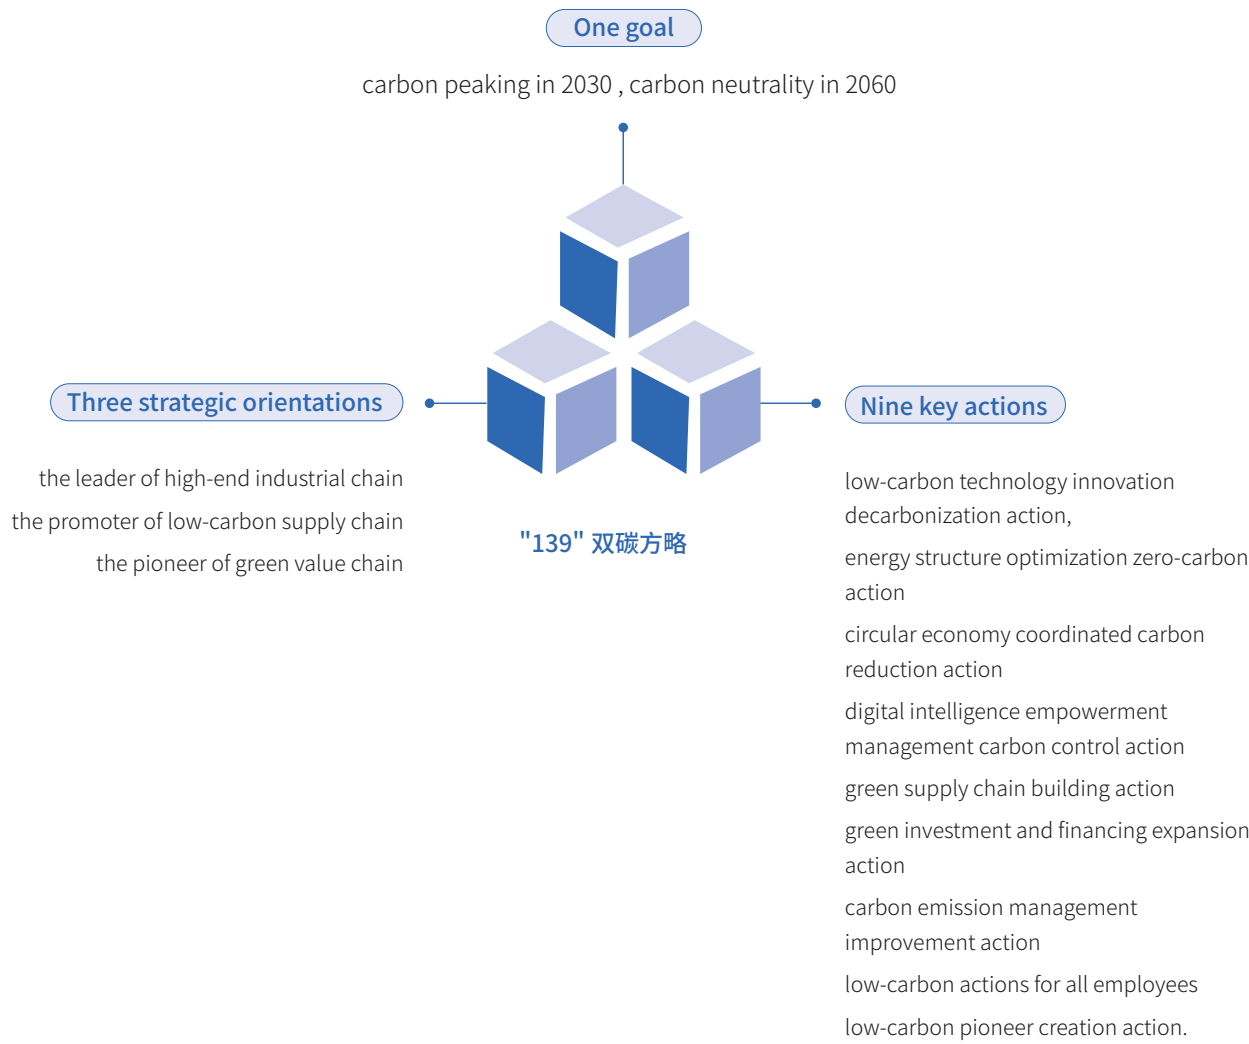 One goal
carbon peaking in 2030 , carbon neutrality in 2060
Three strategic orientations
the leader of high-end industrial chain
the promoter of low-carbon supply chain
the pioneer of green value chain
"139" 双碳方略
Nine key actions
low-carbon technology innovation
decarbonization action,
energy structure optimization zero-carbon
action
circular economy coordinated carbon
reduction action
digital intelligence empowerment
management carbon control action
green supply chain building action
green investment and financing expansion
action
carbon emission management
improvement action
low-carbon actions for all employees
low-carbon pioneer creation action.